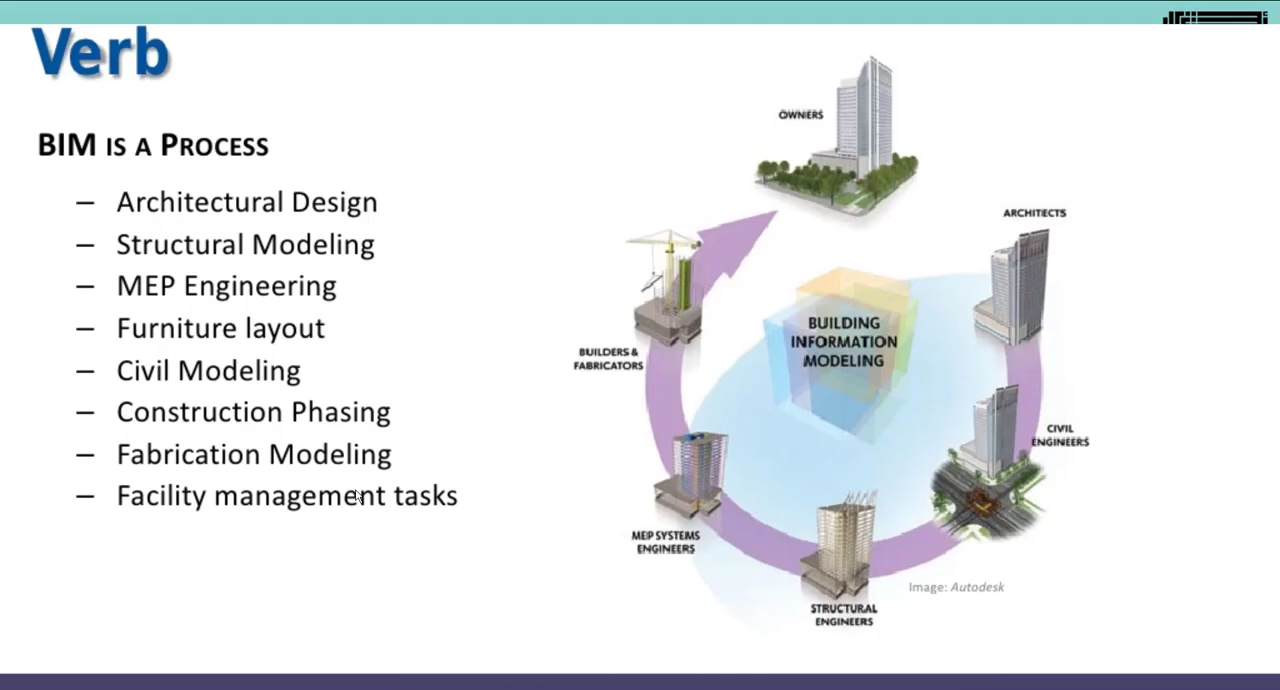 Verb
BIM IS A PROCESS
– Architectural Design
– Structural Modeling
– MEP Engineering
– Furniture layout
– Civil Modeling
– Construction Phasing
– Fabrication Modeling
– Facility management tasks
OWNERS
ARCHITECTS
BUILDING
INFORMATION
MODELING
BUILDERS &
FABRICATORS
CIVIL
ENGINEERS
MEP SYSTEMS
ENGINEERS
Image: Autodesk
STRUCTURAL
ENGINEERS